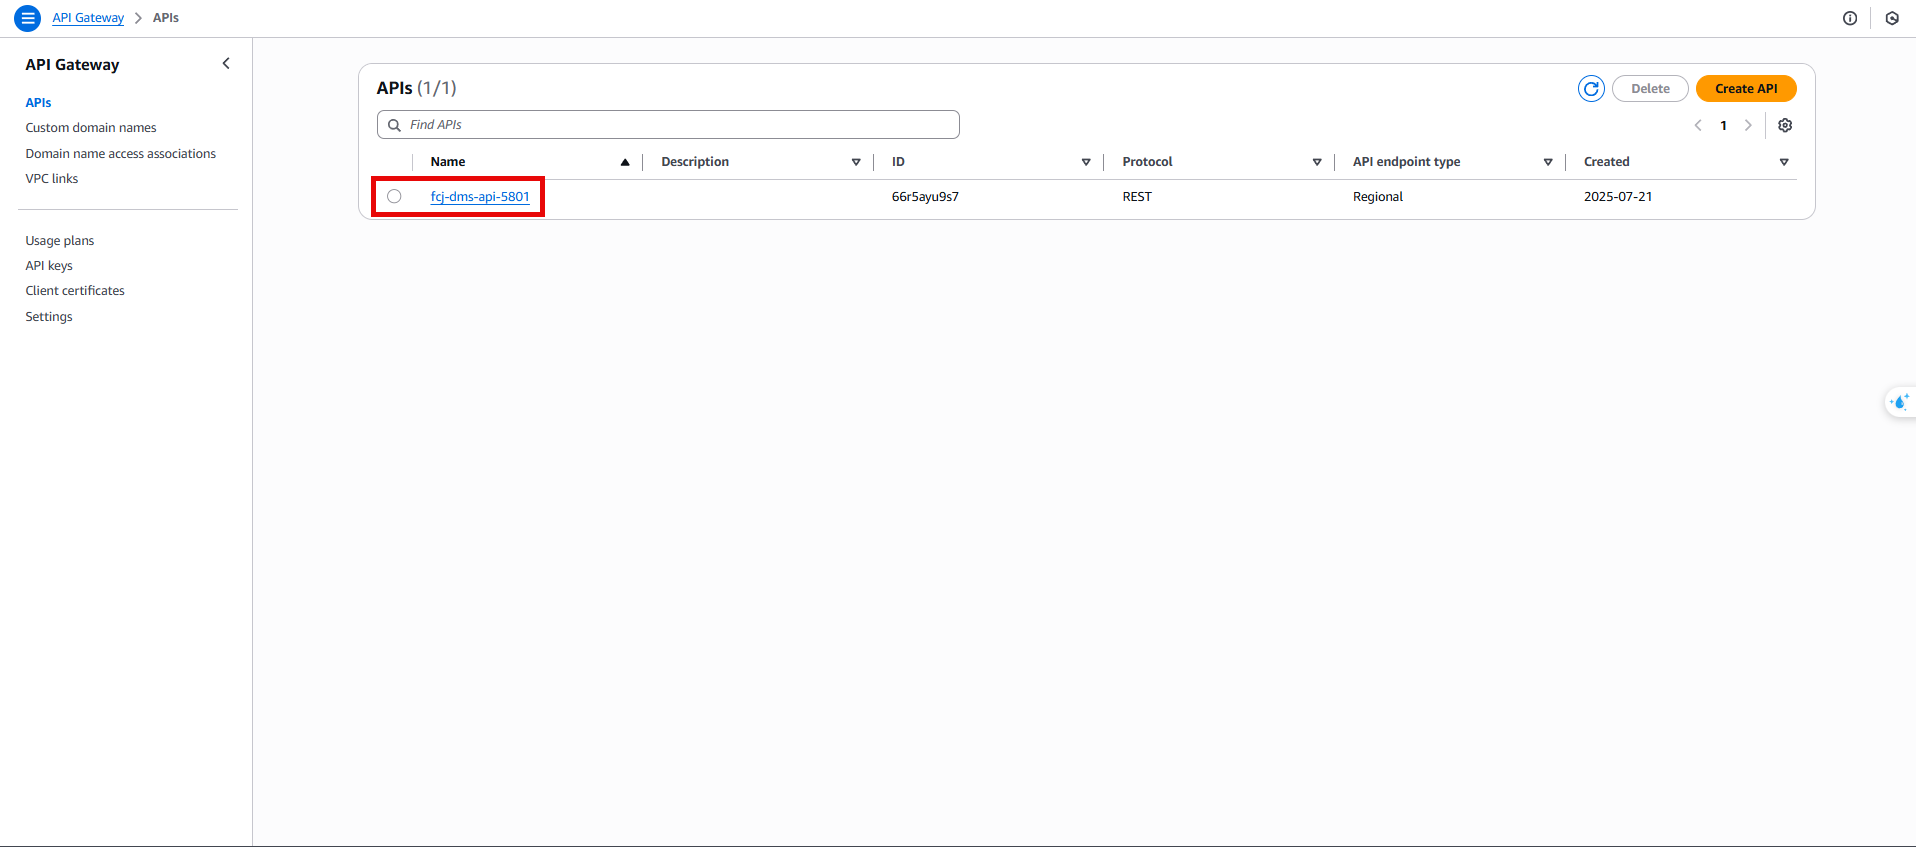 API Gateway > APIs
API Gateway
APIs
Custom domain names
Domain name access associations
VPC links
Usage plans
API keys
Client certificates
Settings
APIs (1/1)
Delete
Create API
Find APIs
1
Name Description ID Protocol API endpoint type Created
fcj-dms-api-5801 66r5ayu9s7 REST Regional 2025-07-21